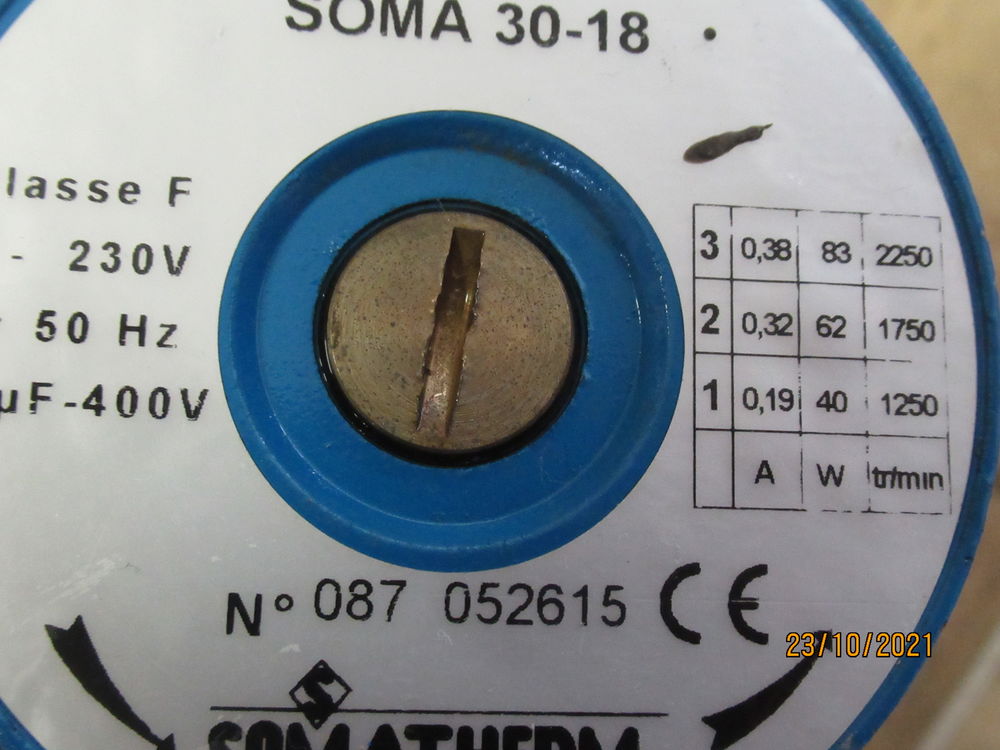 SOMA 30-18
lasse F
- 230V
50 Hz
µF-400V
3 0,38 83 2250
2 0,32 62 1750
1 0,19 40 1250
A W tr/min
N° 087 052615 CE
23/10/2021
S
SOMATHERM